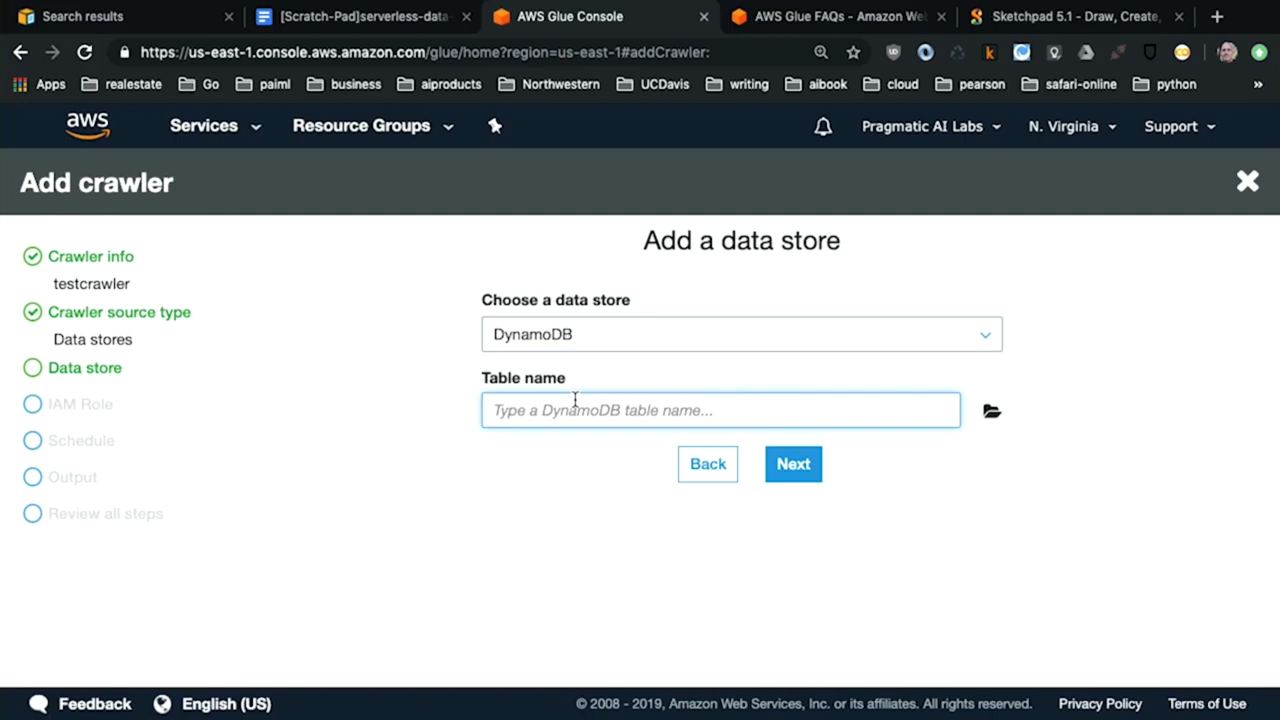 Search results
[Scratch-Pad]serverless-data-
AWS Glue Console
AWS Glue FAQs - Amazon We
Sketchpad 5.1 - Draw, Create,
https://us-east-1.console.aws.amazon.com/glue/home?region=us-east-1#addCrawler:
Apps realestate Go paiml business aiproducts Northwestern UCDavis writing aibook cloud pearson safari-online python »
aws Services Resource Groups Pragmatic AI Labs N. Virginia Support
Add crawler
Crawler info
testcrawler
Crawler source type
Data stores
Data store
IAM Role
Schedule
Output
Review all steps
Add a data store
Choose a data store
DynamoDB
Table name
Type a DynamoDB table name...
Back Next
Feedback English (US) © 2008 - 2019, Amazon Web Services, Inc. or its affiliates. All rights reserved. Privacy Policy Terms of Use